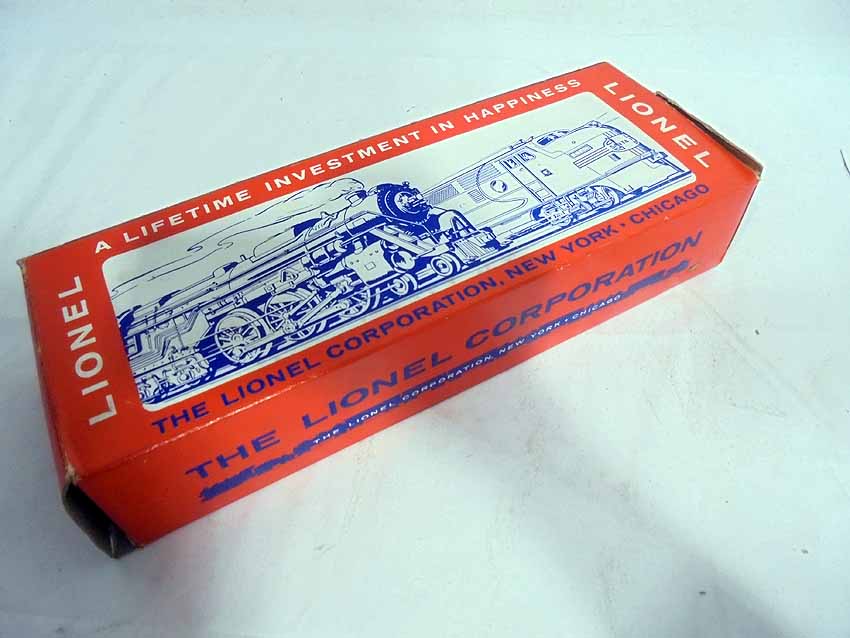 A LIFETIME INVESTMENT IN HAPPINESS
LIONEL
LIONEL
THE LIONEL CORPORATION, NEW YORK • CHICAGO
THE LIONEL CORPORATION
THE LIONEL CORPORATION, NEW YORK • CHICAGO